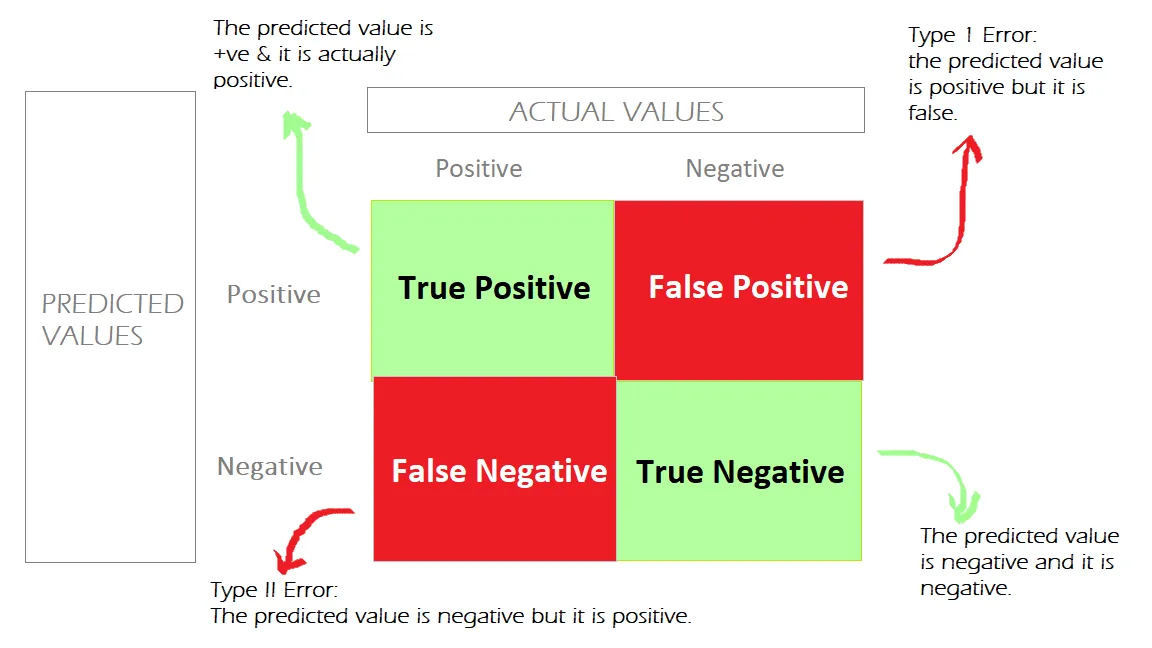 The predicted value is
+ve & it is actually
positive.
Type 1 Error:
the predicted value
is positive but it is
false.
ACTUAL VALUES
Positive
Negative
PREDICTED
VALUES
Positive
True Positive
False Positive
Negative
False Negative
True Negative
The predicted value
is negative and it is
negative.
Type II Error:
The predicted value is negative but it is positive.